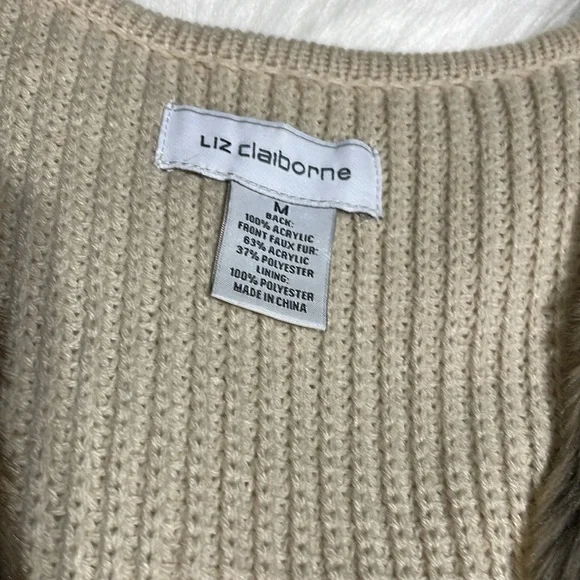 Liz claiborne
M
BACK:
100% ACRYLIC
FRONT FAUX FUR:
63% ACRYLIC
37% POLYESTER
LINING:
100% POLYESTER
MADE IN CHINA